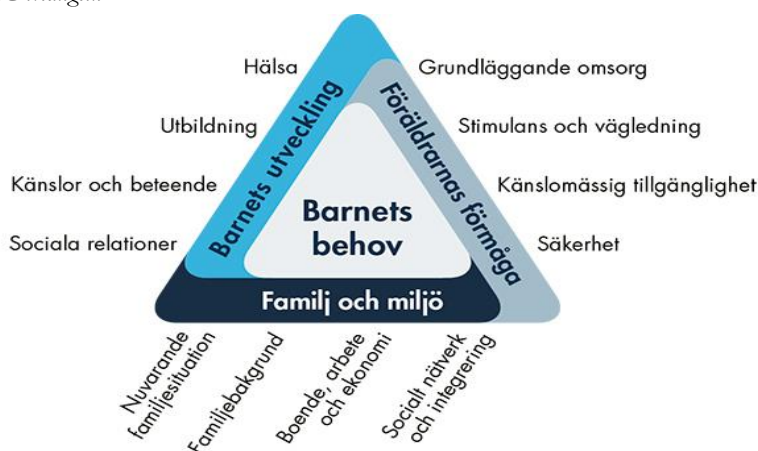 Hälsa
Utbildning
Känslor och beteende
Sociala relationer
Barnets utveckling
Grundläggande omsorg
Stimulans och vägledning
Känslomässig tillgänglighet
Säkerhet
Föräldrarnas förmåga
Barnets
behov
Familj och miljö
Nuvarande
familjesituation
Familjebakgrund
Boende, arbete
och ekonomi
Socialt nätverk
och integrering